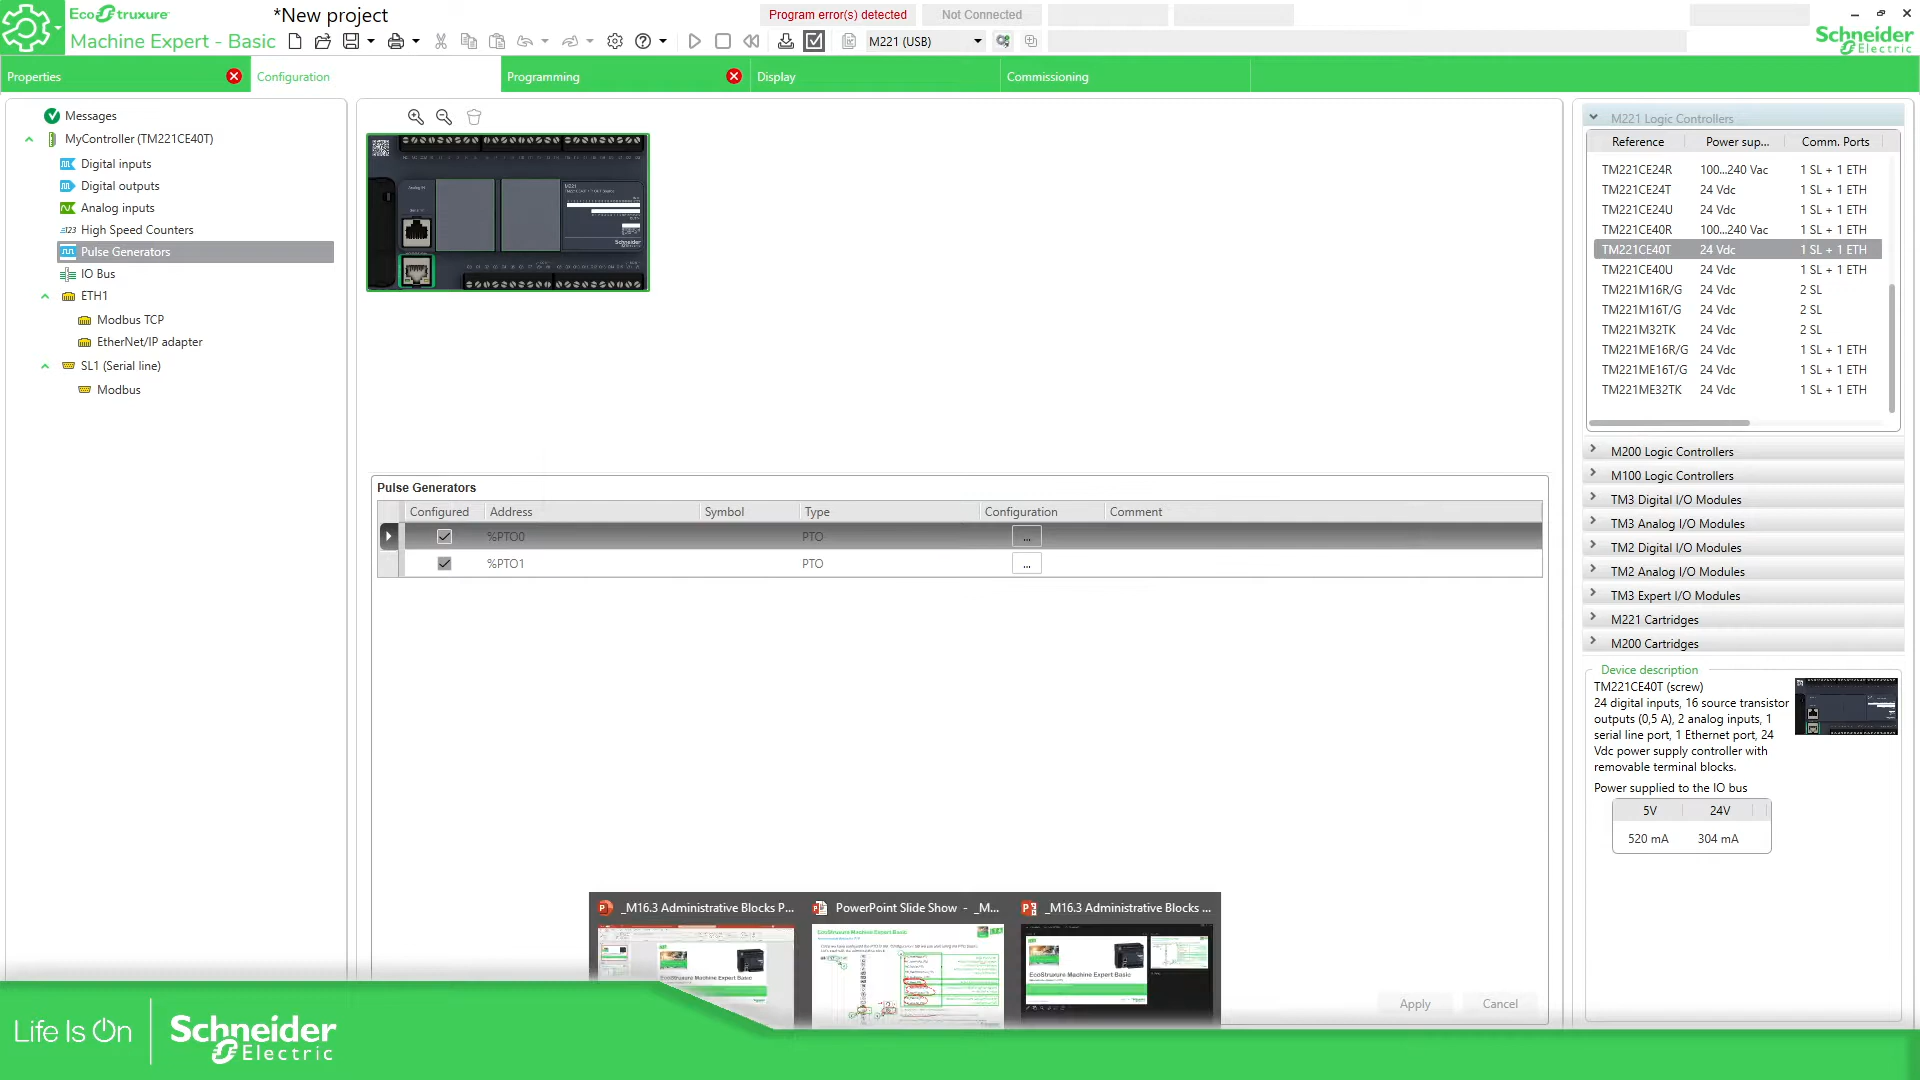 EcoStruxure
Machine Expert - Basic
*New project
Program error(s) detected
Not Connected
M221 (USB)
Schneider
Electric
Properties
Configuration
Programming
Display
Commissioning
Messages
MyController (TM221CE40T)
Digital inputs
Digital outputs
Analog inputs
High Speed Counters
Pulse Generators
IO Bus
ETH1
Modbus TCP
EtherNet/IP adapter
SL1 (Serial line)
Modbus
Pulse Generators
Configured Address Symbol Type Configuration Comment
%PTO0 PTO ...
%PTO1 PTO ...
Apply
Cancel
M221 Logic Controllers
Reference Power sup... Comm. Ports
TM221CE24R 100...240 Vac 1 SL + 1 ETH
TM221CE24T 24 Vdc 1 SL + 1 ETH
TM221CE24U 24 Vdc 1 SL + 1 ETH
TM221CE40R 100...240 Vac 1 SL + 1 ETH
TM221CE40T 24 Vdc 1 SL + 1 ETH
TM221CE40U 24 Vdc 1 SL + 1 ETH
TM221M16R/G 24 Vdc 2 SL
TM221M16T/G 24 Vdc 2 SL
TM221M32TK 24 Vdc 2 SL
TM221ME16R/G 24 Vdc 1 SL + 1 ETH
TM221ME16T/G 24 Vdc 1 SL + 1 ETH
TM221ME32TK 24 Vdc 1 SL + 1 ETH
M200 Logic Controllers
M100 Logic Controllers
TM3 Digital I/O Modules
TM3 Analog I/O Modules
TM2 Digital I/O Modules
TM2 Analog I/O Modules
TM3 Expert I/O Modules
M221 Cartridges
M200 Cartridges
Device description
TM221CE40T (screw)
24 digital inputs, 16 source transistor
outputs (0,5 A), 2 analog inputs, 1
serial line port, 1 Ethernet port, 24
Vdc power supply controller with
removable terminal blocks.
Power supplied to the IO bus
5V 24V
520 mA 304 mA
_M16.3 Administrative Blocks P...
PowerPoint Slide Show - _M...
_M16.3 Administrative Blocks ...
EcoStruxure Machine Expert Basic
EcoStruxure Machine Expert Basic
EcoStruxure Machine Expert Basic
Life Is On
Schneider
Electric